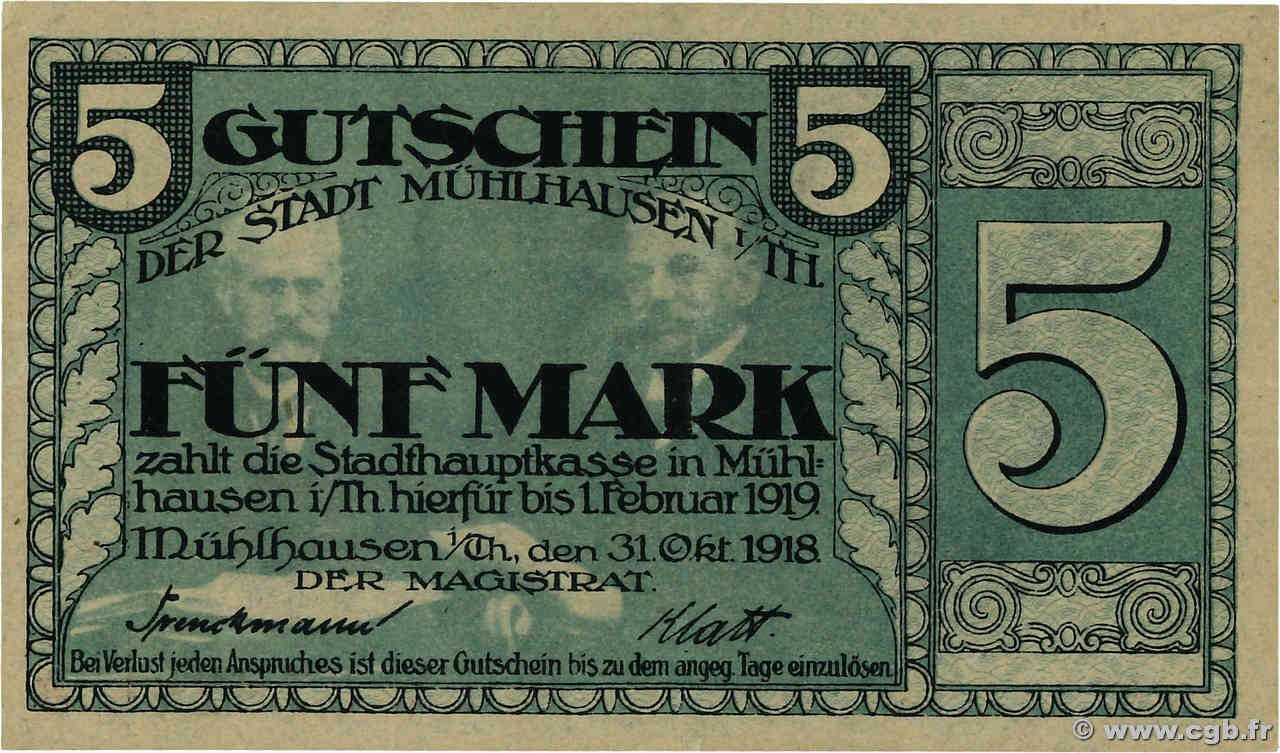 5 GUTSCHEIN 5
DER STADT MÜHLHAUSEN i/TH.
FÜNF MARK
zahlt die Stadthauptkasse in Mühl=
hausen i/Th. hierfür bis 1. Februar 1919.
Mühlhausen i/Th, den 31. Okt. 1918.
DER MAGISTRAT.
Sprenckmann Klatt.
Bei Verlust jeden Anspruches ist dieser Gutschein bis zu dem angeg. Tage einzulösen
5
© www.cgb.fr